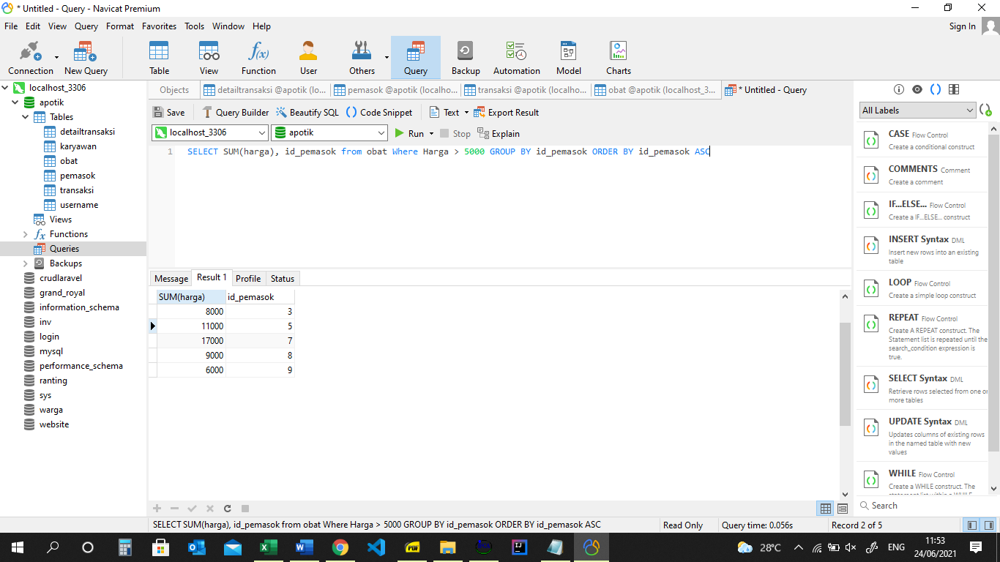 * Untitled - Query - Navicat Premium
File Edit View Query Format Favorites Tools Window Help
Sign In
Connection New Query Table View Function User Others Query Backup Automation Model Charts
localhost_3306
apotik
Tables
detailtransaksi
karyawan
obat
pemasok
transaksi
username
Views
Functions
Queries
Backups
crudlaravel
grand_royal
information_schema
inv
login
mysql
performance_schema
ranting
sys
warga
website
Objects detailtransaksi @apotik (lo... pemasok @apotik (localho... transaksi @apotik (localho... obat @apotik (localhost_3... * Untitled - Query
Save Query Builder Beautify SQL Code Snippet Text Export Result
localhost_3306 apotik Run Stop Explain
1 SELECT SUM(harga), id_pemasok from obat Where Harga > 5000 GROUP BY id_pemasok ORDER BY id_pemasok ASC
Message Result 1 Profile Status
SUM(harga) id_pemasok
8000 3
11000 5
17000 7
9000 8
6000 9
All Labels
CASE Flow Control
Create a conditional construct
COMMENTS Comment
Create a comment
IF...ELSE... Flow Control
Create a IF...ELSE... construct
INSERT Syntax DML
Insert new rows into an existing
table
LOOP Flow Control
Create a simple loop construct
REPEAT Flow Control
Create A REPEAT construct. The
Statement list is repeated until the
search_condition expression is
true.
SELECT Syntax DML
Retrieve rows selected from one or
more tables
UPDATE Syntax DML
Updates columns of existing rows
in the named table with new
values
WHILE Flow Control
Create a WHILE construct. The
statement list within a WHILE
Search
SELECT SUM(harga), id_pemasok from obat Where Harga > 5000 GROUP BY id_pemasok ORDER BY id_pemasok ASC Read Only Query time: 0.056s Record 2 of 5
28°C ENG 11:53
24/06/2021